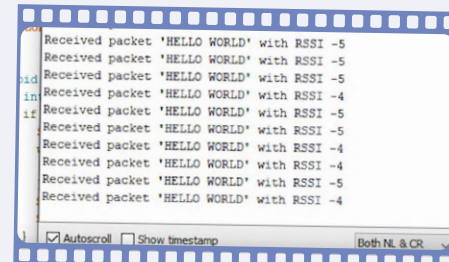 Received packet 'HELLO WORLD' with RSSI -5
Received packet 'HELLO WORLD' with RSSI -5
Received packet 'HELLO WORLD' with RSSI -5
Received packet 'HELLO WORLD' with RSSI -4
Received packet 'HELLO WORLD' with RSSI -5
Received packet 'HELLO WORLD' with RSSI -5
Received packet 'HELLO WORLD' with RSSI -4
Received packet 'HELLO WORLD' with RSSI -4
Received packet 'HELLO WORLD' with RSSI -5
Received packet 'HELLO WORLD' with RSSI -4
if
Autoscroll Show timestamp Both NL & CR